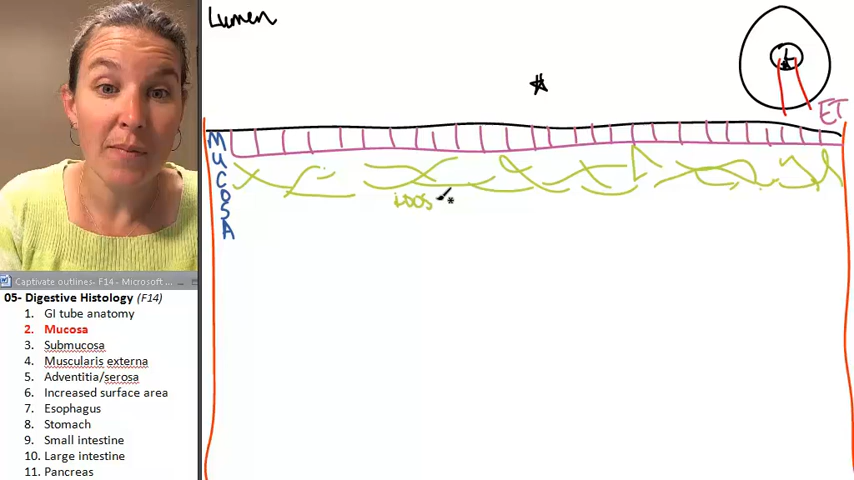 Lumen
ET
MUCOSA
Captivate outlines- F14 - Microsoft ...
05- Digestive Histology (F14)
1. GI tube anatomy
2. Mucosa
3. Submucosa
4. Muscularis externa
5. Adventitia/serosa
6. Increased surface area
7. Esophagus
8. Stomach
9. Small intestine
10. Large intestine
11. Pancreas